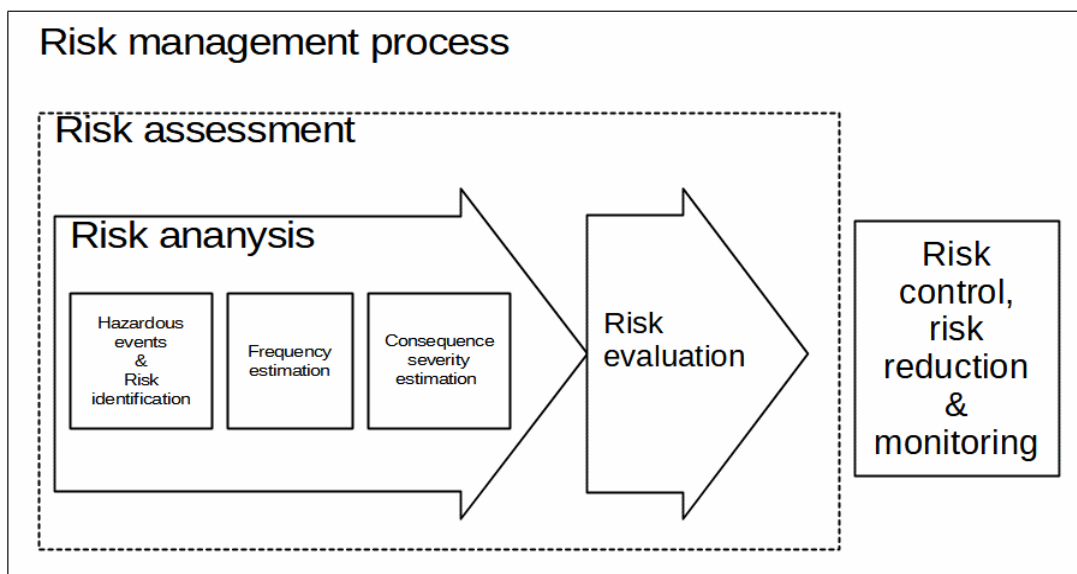 Risk management process
Risk assessment
Risk ananysis
Hazardous
events
&
Risk
identification
Frequency
estimation
Consequence
severity
estimation
Risk
evaluation
Risk
control,
risk
reduction
&
monitoring